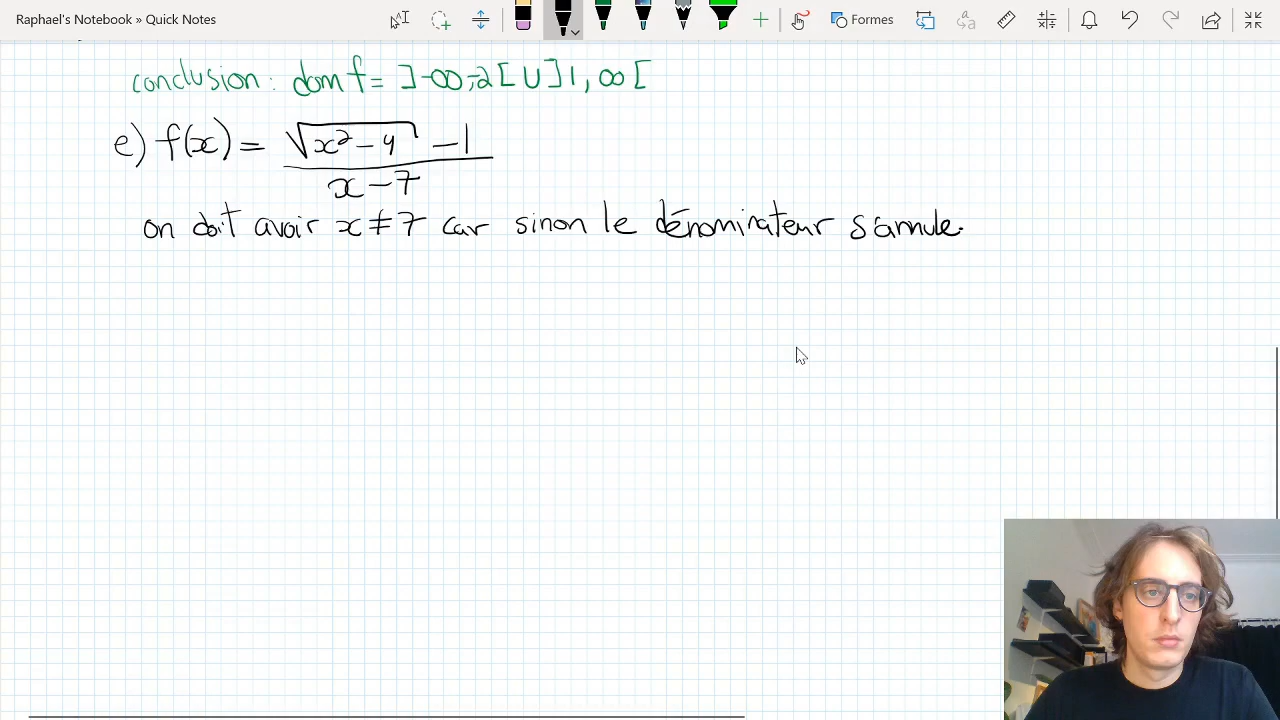 Raphael's Notebook » Quick Notes
Formes
conclusion: dom f = ]-∞,-2[ U ]1, ∞[
e) f(x) = √(x² - 4) - 1
x - 7
on doit avoir x ≠ 7 car sinon le dénominateur s'annule.